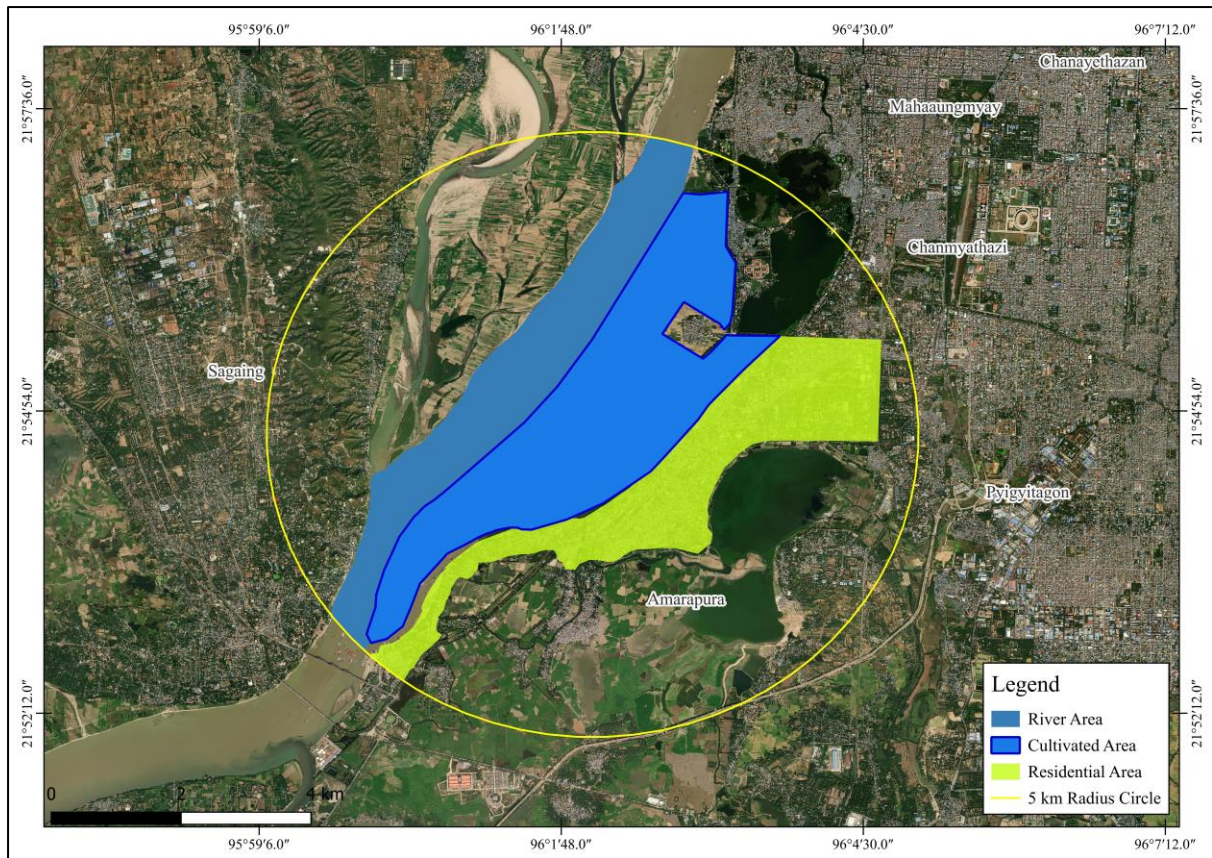 95°59′6.0″
96°1′48.0″
96°4′30.0″
96°7′12.0″
Chanayethazan
21°57′36.0″
Mahaaungmyay
21°57′36.0″
Chanmyathazi
Sagaing
21°54′54.0″
21°54′54.0″
Pyigyitagon
Amarapura
Legend
River Area
Cultivated Area
Residential Area
5 km Radius Circle
21°52′12.0″
21°52′12.0″
0 2 4 km
95°59′6.0″
96°1′48.0″
96°4′30.0″
96°7′12.0″